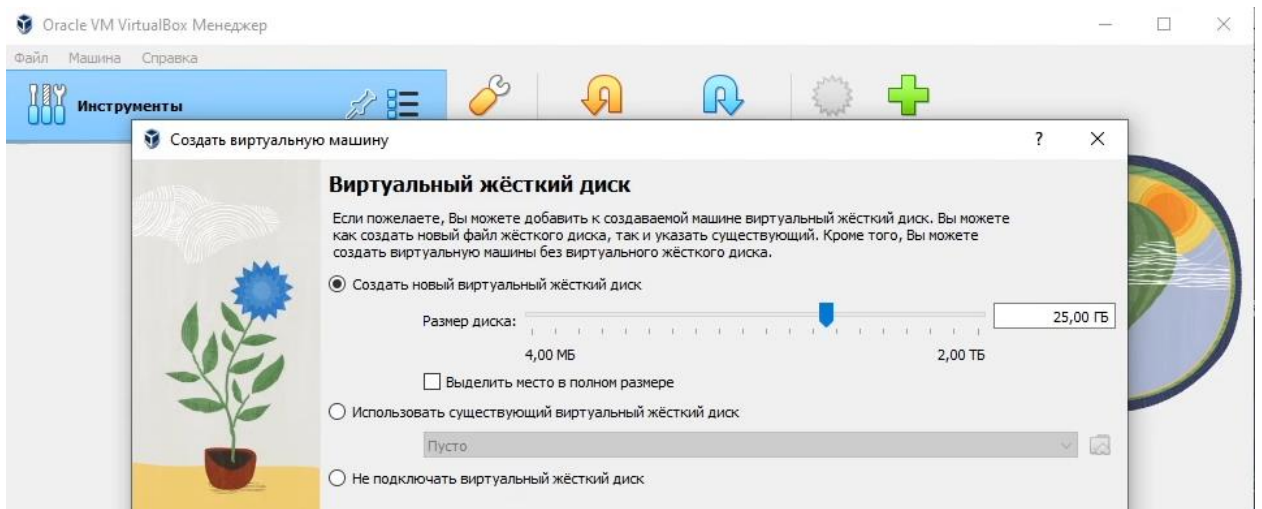 Oracle VM VirtualBox Менеджер
Файл Машина Справка
Инструменты
Создать виртуальную машину
?
Виртуальный жёсткий диск
Если пожелаете, Вы можете добавить к создаваемой машине виртуальный жёсткий диск. Вы можете
как создать новый файл жёсткого диска, так и указать существующий. Кроме того, Вы можете
создать виртуальную машины без виртуального жёсткого диска.
Создать новый виртуальный жёсткий диск
Размер диска: 25,00 ГБ
4,00 МБ 2,00 ТБ
Выделить место в полном размере
Использовать существующий виртуальный жёсткий диск
Пусто
Не подключать виртуальный жёсткий диск